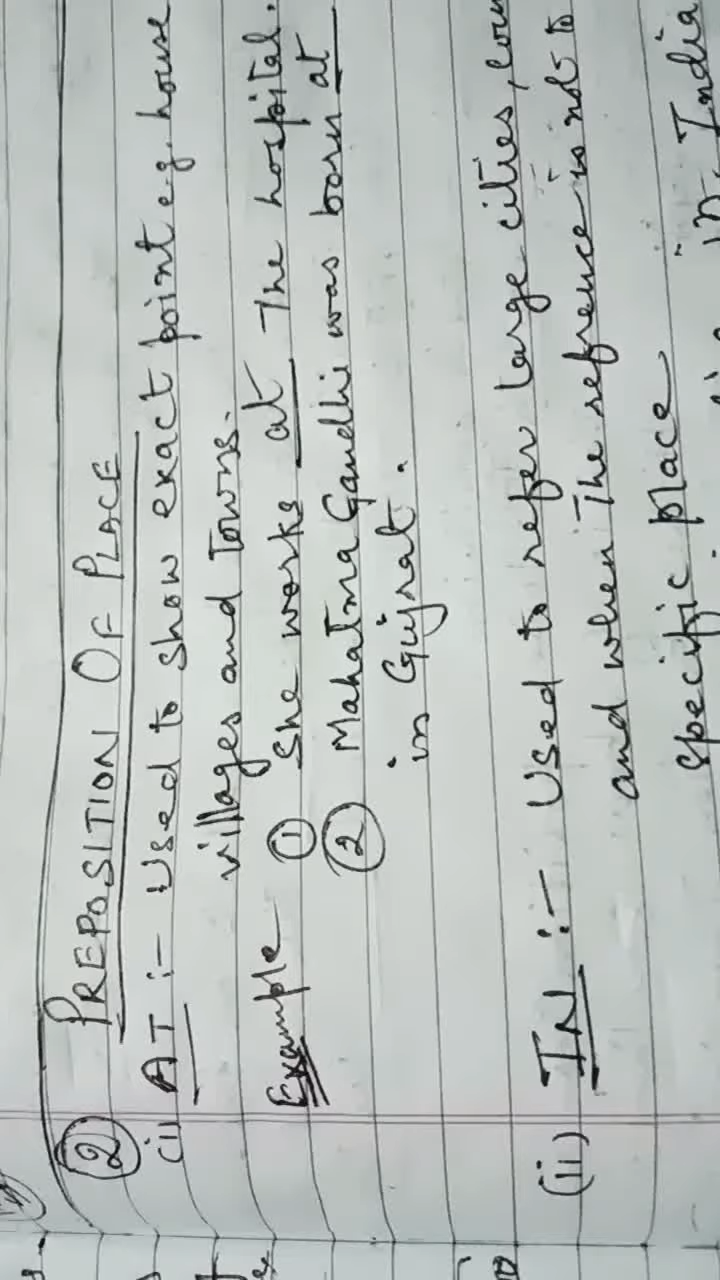 ② PREPOSITION OF PLACE
(i) AT :- Used to show exact point e.g. house
villages and Towns.
Example ① She works at The hospital.
② Mahatma Gandhi was born at
in Gujrat.
(ii) IN :- Used to refer large cities,
and when The refrence is not
specific place
in India